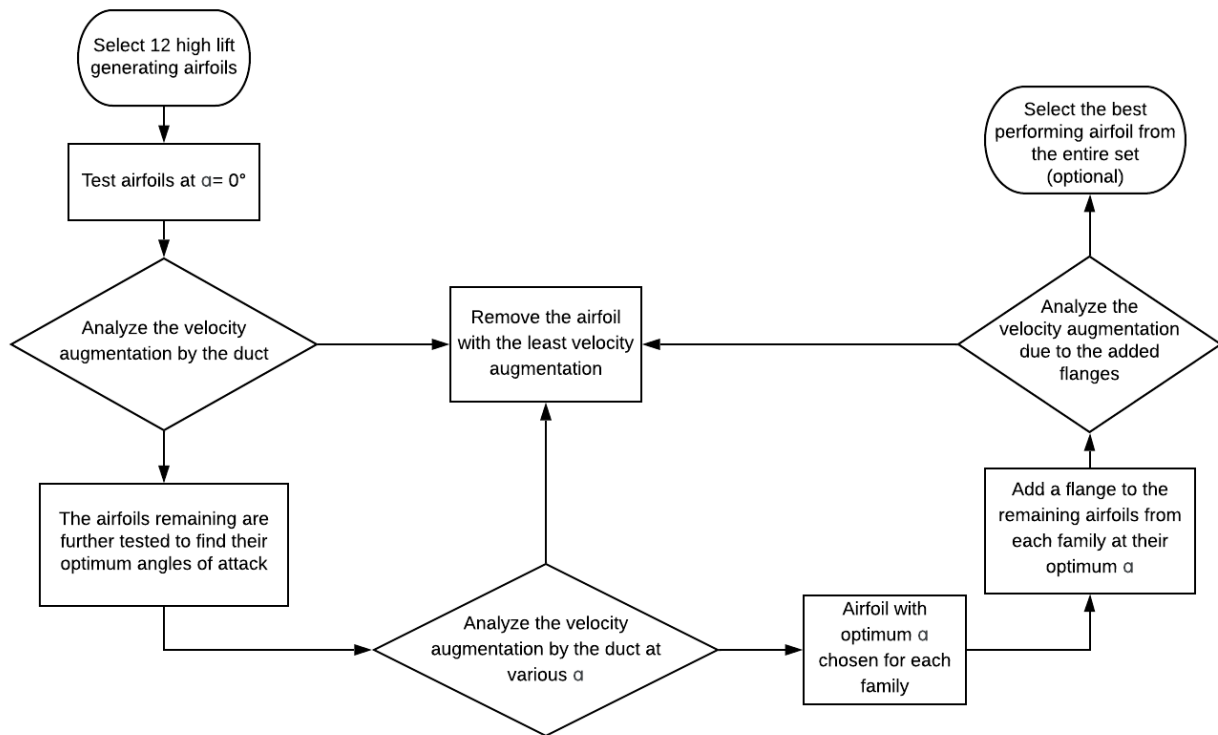 Select 12 high lift
generating airfoils
Test airfoils at α= 0°
Analyze the velocity
augmentation by the duct
The airfoils remaining are
further tested to find their
optimum angles of attack
Remove the airfoil
with the least velocity
augmentation
Analyze the velocity
augmentation by the duct at
various α
Airfoil with
optimum α
chosen for each
family
Add a flange to the
remaining airfoils from
each family at their
optimum α
Analyze the
velocity augmentation
due to the added
flanges
Select the best
performing airfoil from
the entire set
(optional)